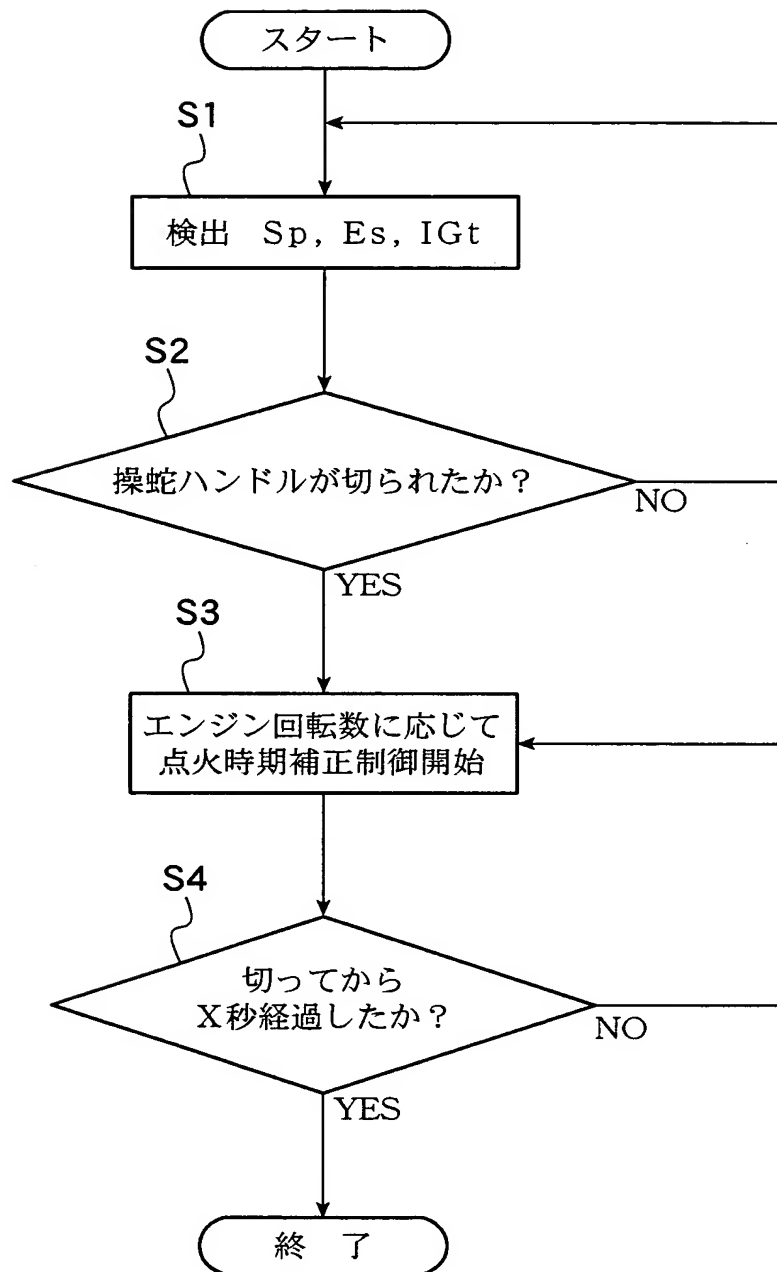 スタート
S1
検出 Sp, Es, IGt
S2
操蛇ハンドルが切られたか?
NO
YES
S3
エンジン回転数に応じて
点火時期補正制御開始
S4
切ってから
X秒経過したか?
NO
YES
終 了